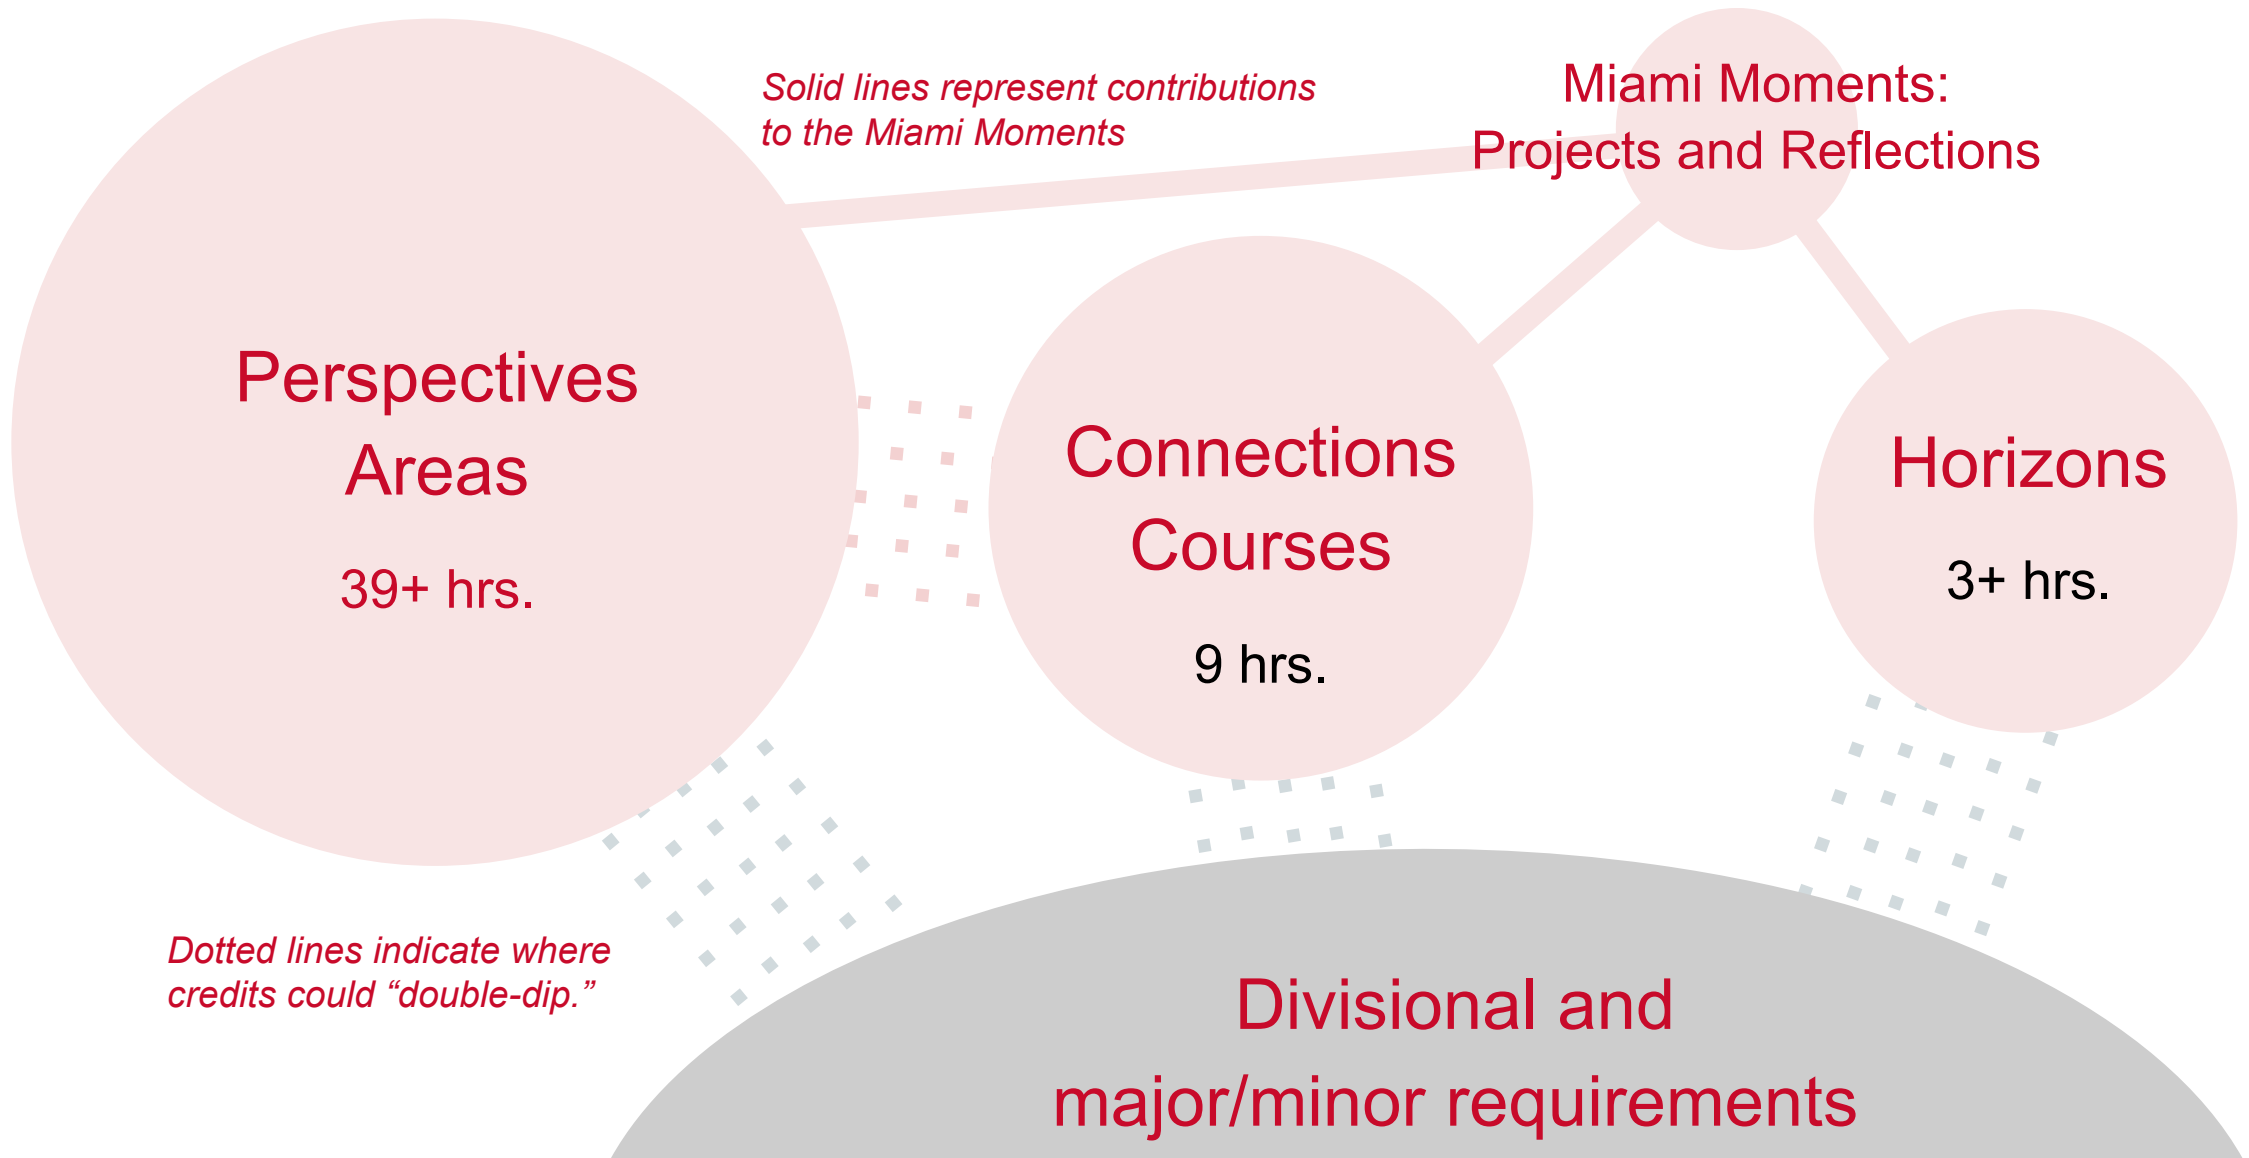 Solid lines represent contributions
to the Miami Moments
Miami Moments:
Projects and Reflections
Perspectives
Areas
39+ hrs.
Connections
Courses
9 hrs.
Horizons
3+ hrs.
Dotted lines indicate where
credits could “double-dip.”
Divisional and
major/minor requirements